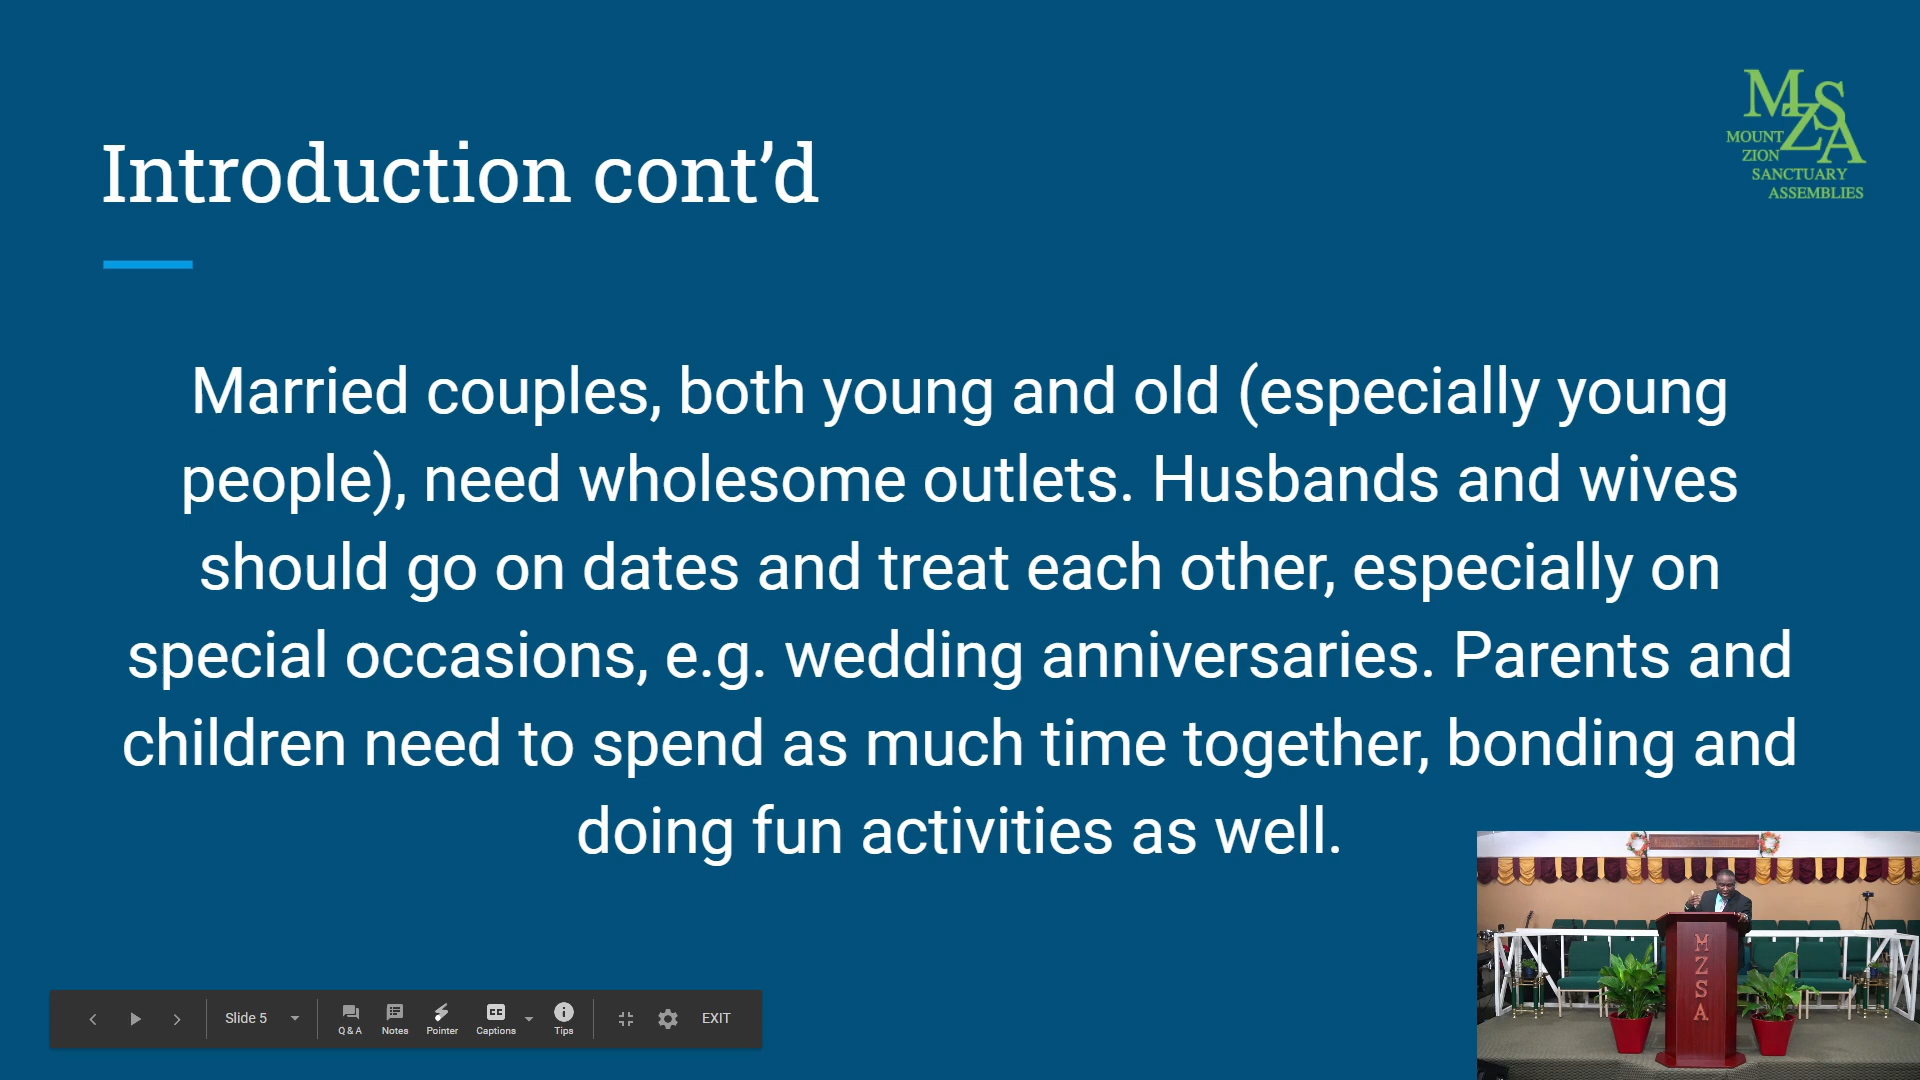 MZSA
MOUNT
ZION
SANCTUARY
ASSEMBLIES
Introduction cont’d
Married couples, both young and old (especially young
people), need wholesome outlets. Husbands and wives
should go on dates and treat each other, especially on
special occasions, e.g. wedding anniversaries. Parents and
children need to spend as much time together, bonding and
doing fun activities as well.
M
Z
S
A
Slide 5
Q & A
Notes
Pointer
CC
Captions
Tips
EXIT